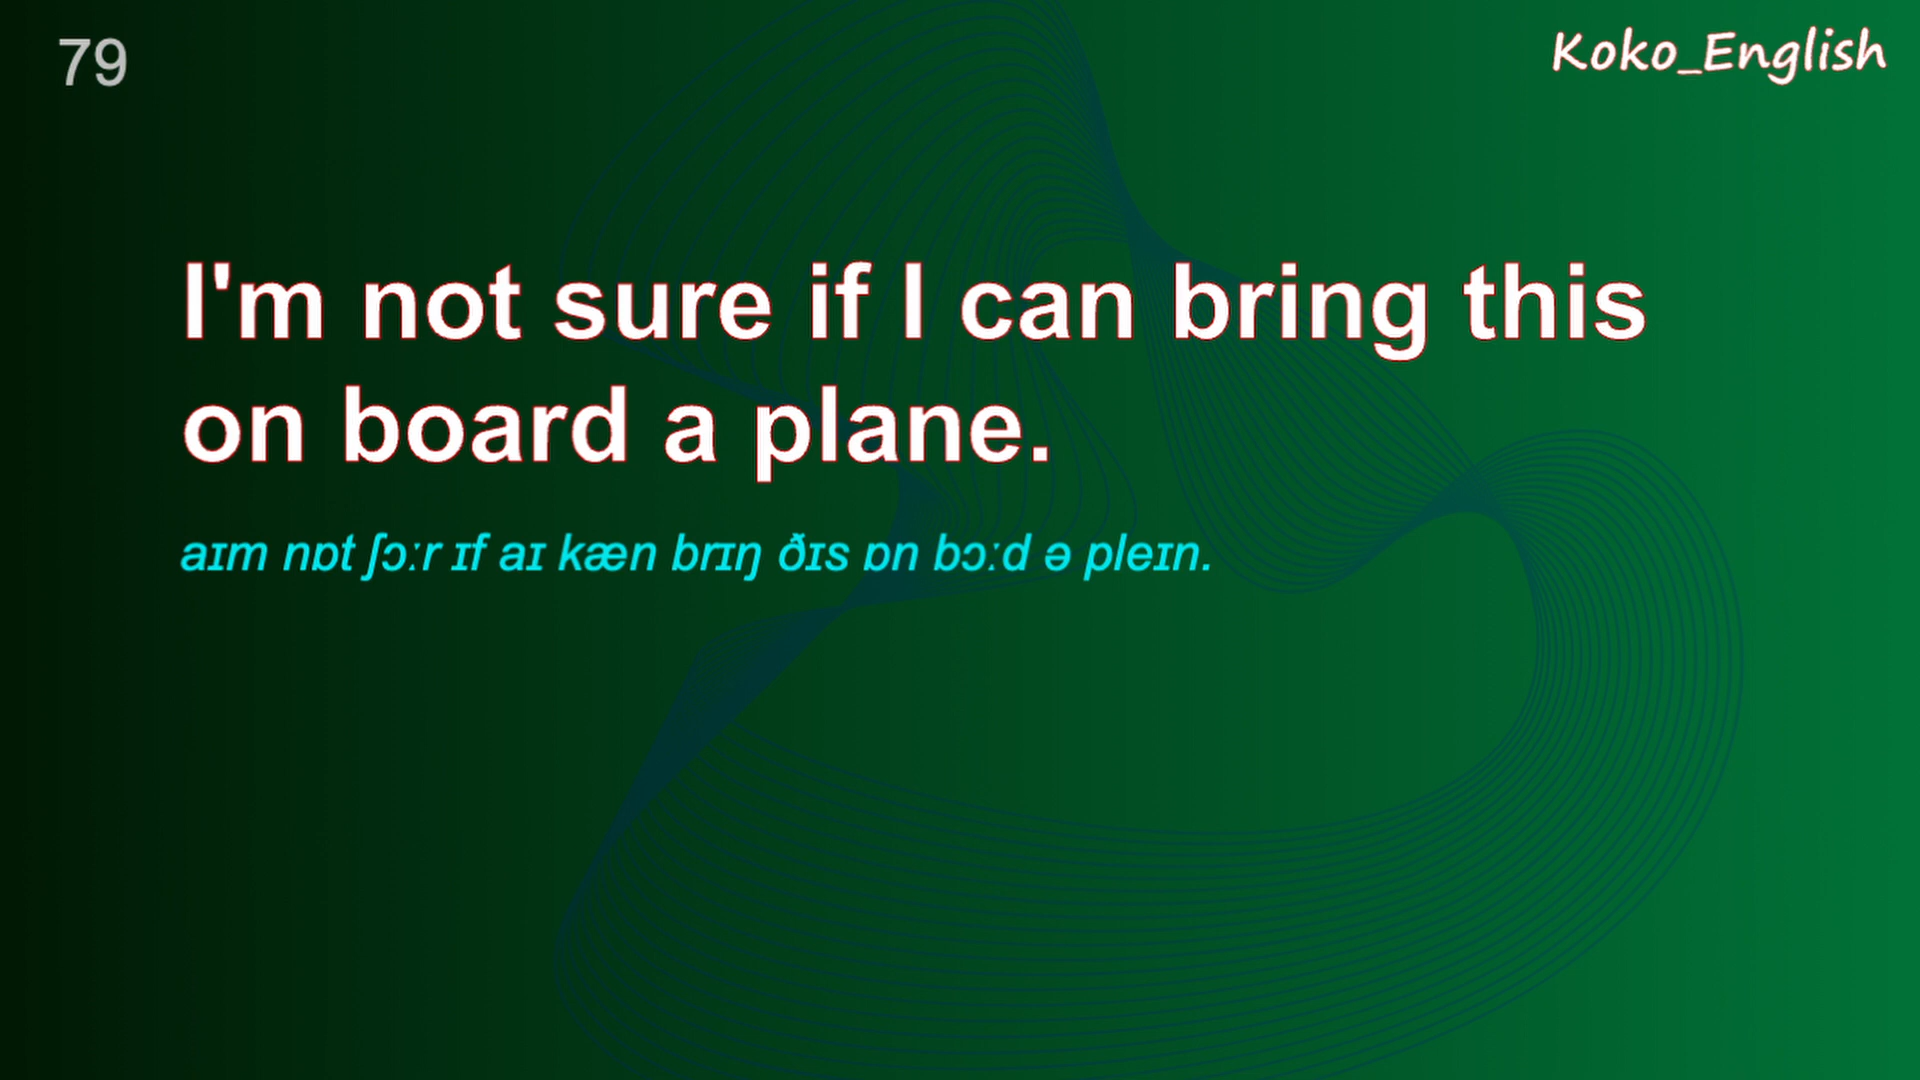 79
Koko_English
I'm not sure if I can bring this
on board a plane.
aɪm nɒt ʃɔːr ɪf aɪ kæn brɪŋ ðɪs ɒn bɔːd ə pleɪn.